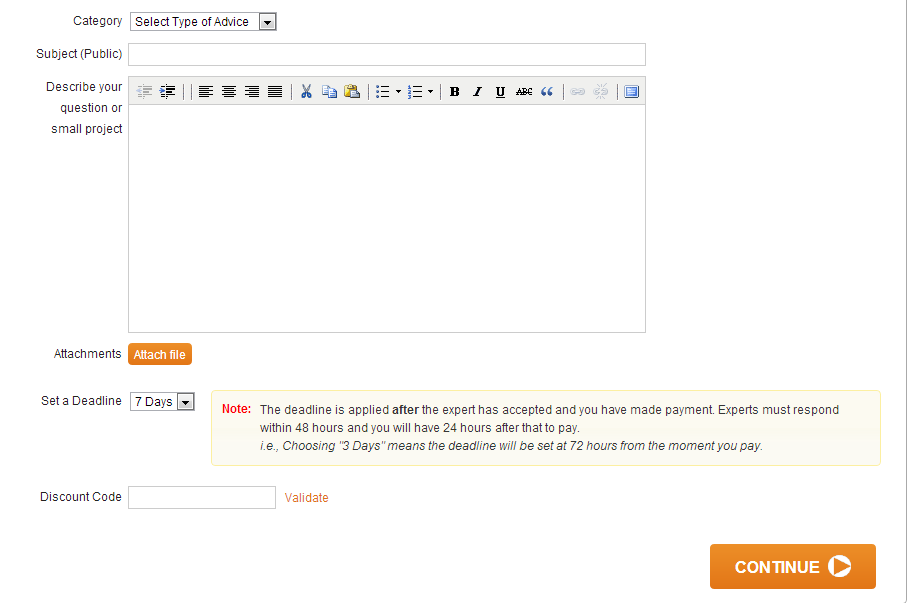 Category Select Type of Advice
Subject (Public)
Describe your
question or
small project
B I U ABC
Attachments Attach file
Set a Deadline 7 Days
Note: The deadline is applied after the expert has accepted and you have made payment. Experts must respond
within 48 hours and you will have 24 hours after that to pay.
i.e., Choosing "3 Days" means the deadline will be set at 72 hours from the moment you pay.
Discount Code Validate
CONTINUE